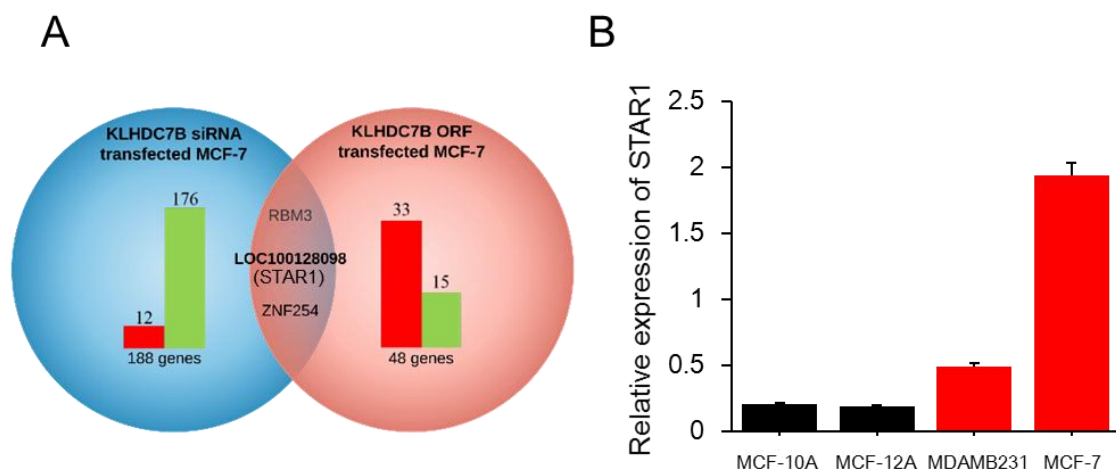 A
KLHDC7B siRNA
transfected MCF-7
176
12
188 genes
RBM3
LOC100128098
(STAR1)
ZNF254
KLHDC7B ORF
transfected MCF-7
33
15
48 genes
B
Relative expression of STAR1
2.5
2
1.5
1
0.5
0
MCF-10A MCF-12A MDAMB231 MCF-7